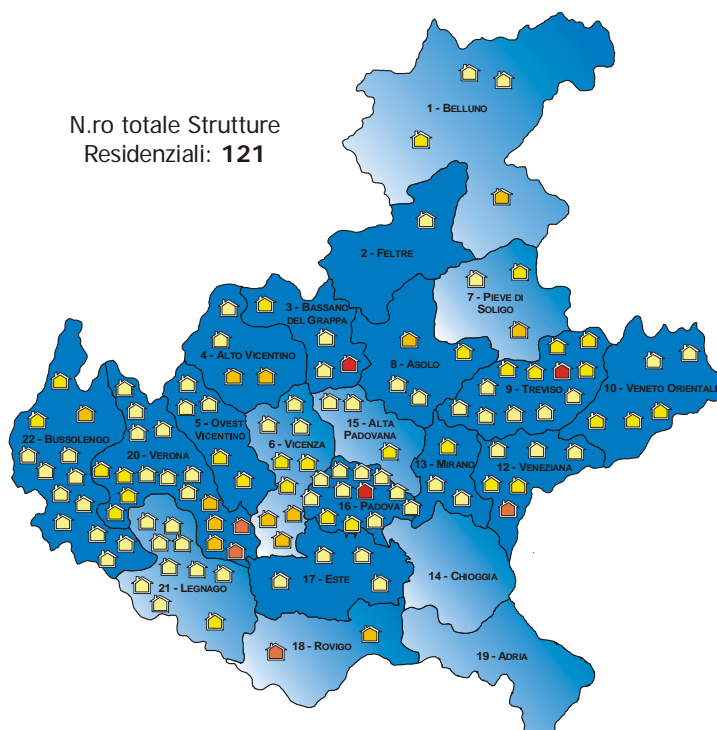 N.ro totale Strutture
Residenziali: 121
1 - BELLUNO
2 - FELTRE
3 - BASSANO
DEL GRAPPA
7 - PIEVE DI
SOLIGO
4 - ALTO VICENTINO
8 - ASOLO
9 - TREVISO
10 - VENETO ORIENTALE
5 - OVEST
VICENTINO
15 - ALTA
PADOVANA
22 - BUSSOLENGO
6 - VICENZA
20 - VERONA
13 - MIRANO
12 - VENEZIANA
16 - PADOVA
14 - CHIOGGIA
17 - ESTE
21 - LEGNAGO
18 - ROVIGO
19 - ADRIA